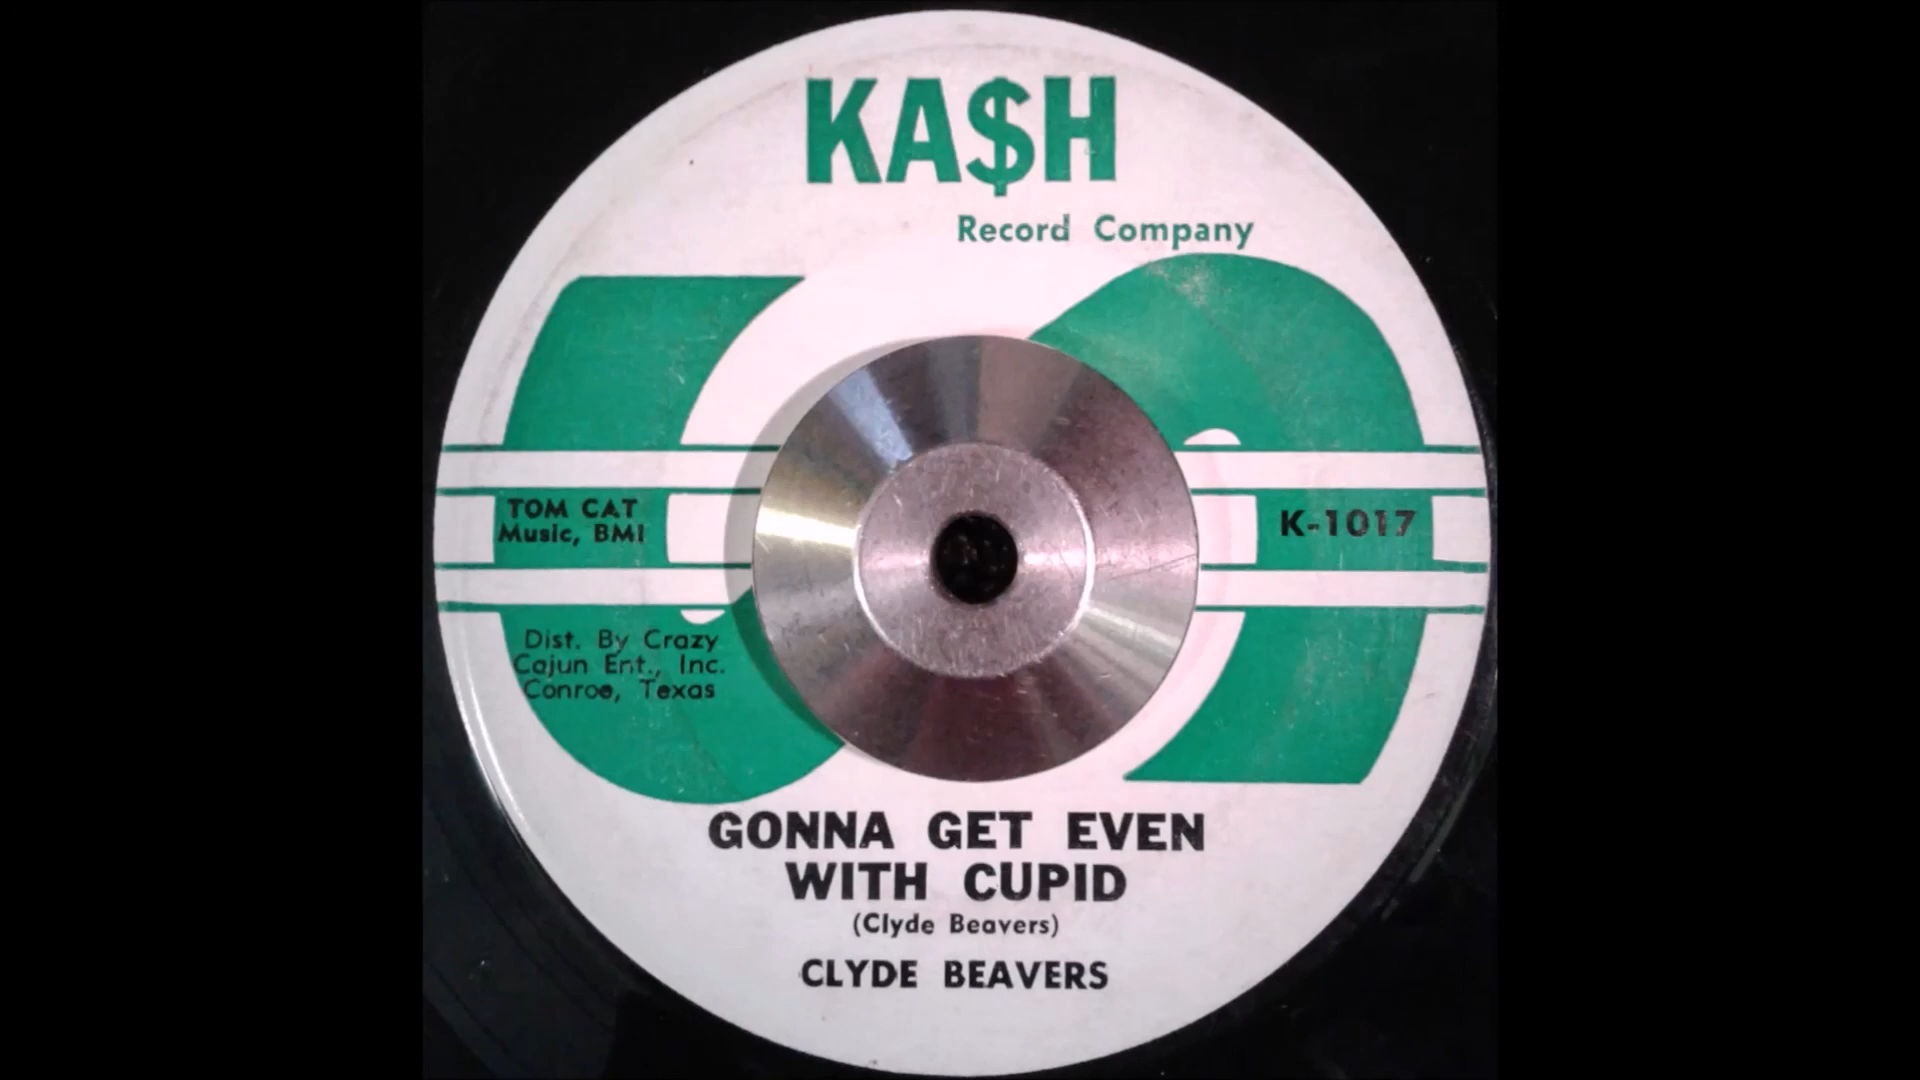 KA$H
Record Company
TOM CAT
Music, BMI
K-1017
Dist. By Crazy
Cajun Ent., Inc.
Conroe, Texas
GONNA GET EVEN
WITH CUPID
(Clyde Beavers)
CLYDE BEAVERS